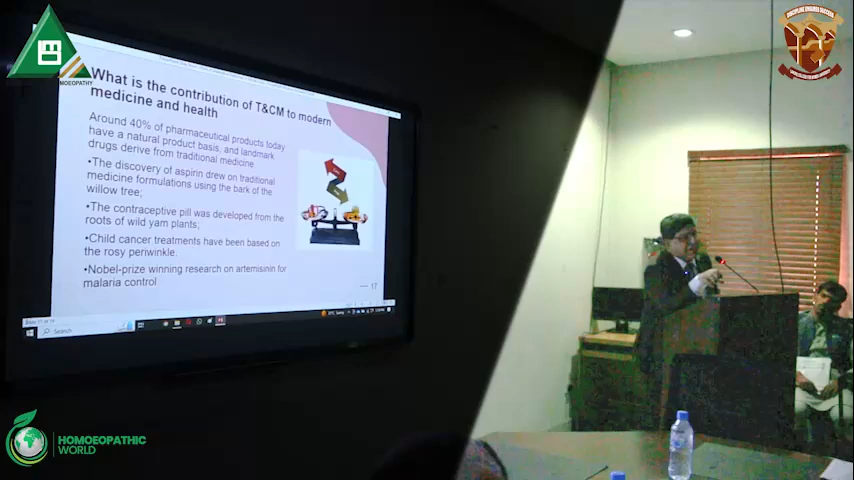 What is the contribution of T&CM to modern
medicine and health
Around 40% of pharmaceutical products today
have a natural product basis, and landmark
drugs derive from traditional medicine
•The discovery of aspirin drew on traditional
medicine formulations using the bark of the
willow tree;
•The contraceptive pill was developed from the
roots of wild yam plants;
•Child cancer treatments have been based on
the rosy periwinkle.
•Nobel-prize winning research on artemisinin for
malaria control
17
Search
MOEOPATHY
DISCIPLINE ENSURES SUCCESS
HOMOEOPATHIC
WORLD